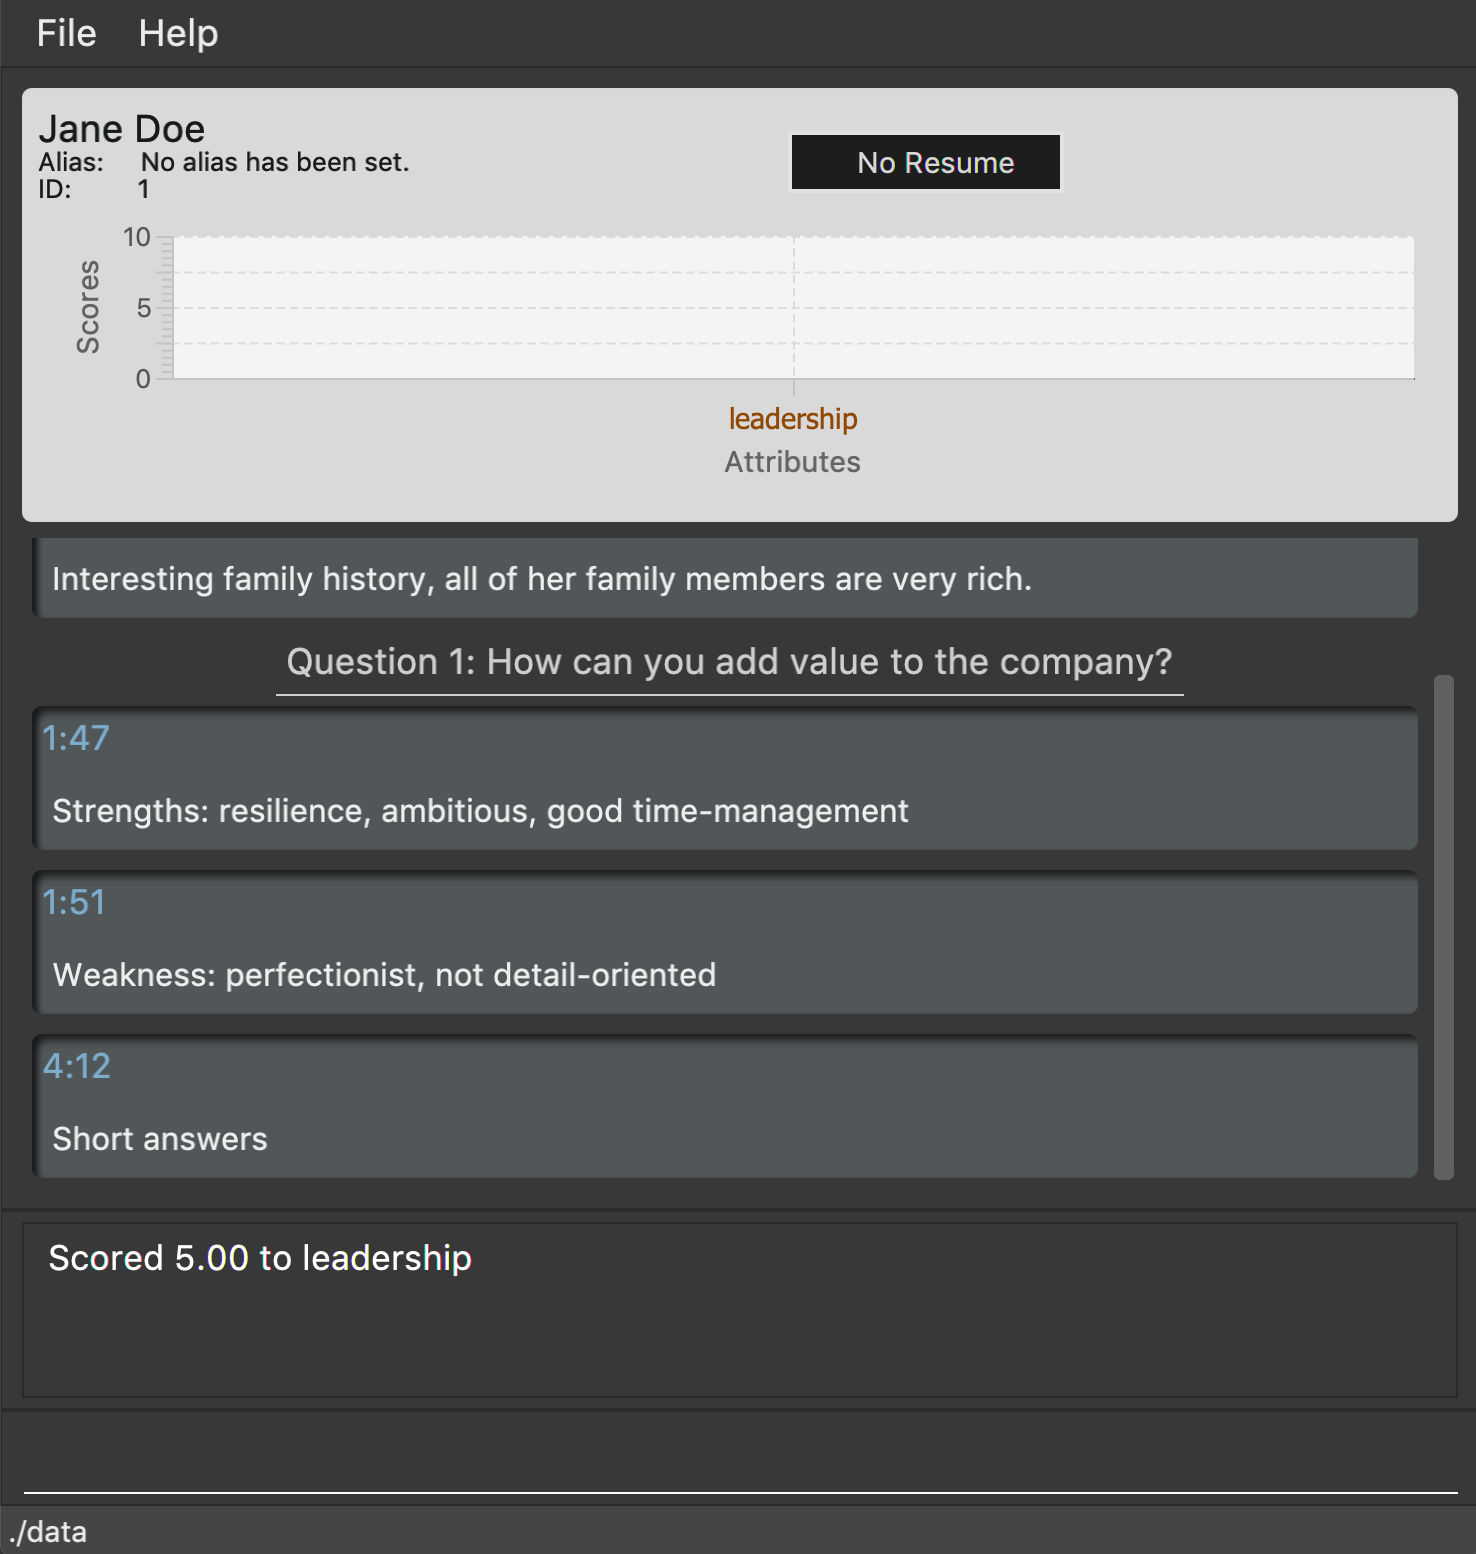 File Help
Jane Doe
Alias: No alias has been set.
ID: 1
No Resume
10
5
0
Scores
leadership
Attributes
Interesting family history, all of her family members are very rich.
Question 1: How can you add value to the company?
1:47
Strengths: resilience, ambitious, good time-management
1:51
Weakness: perfectionist, not detail-oriented
4:12
Short answers
Scored 5.00 to leadership
./data